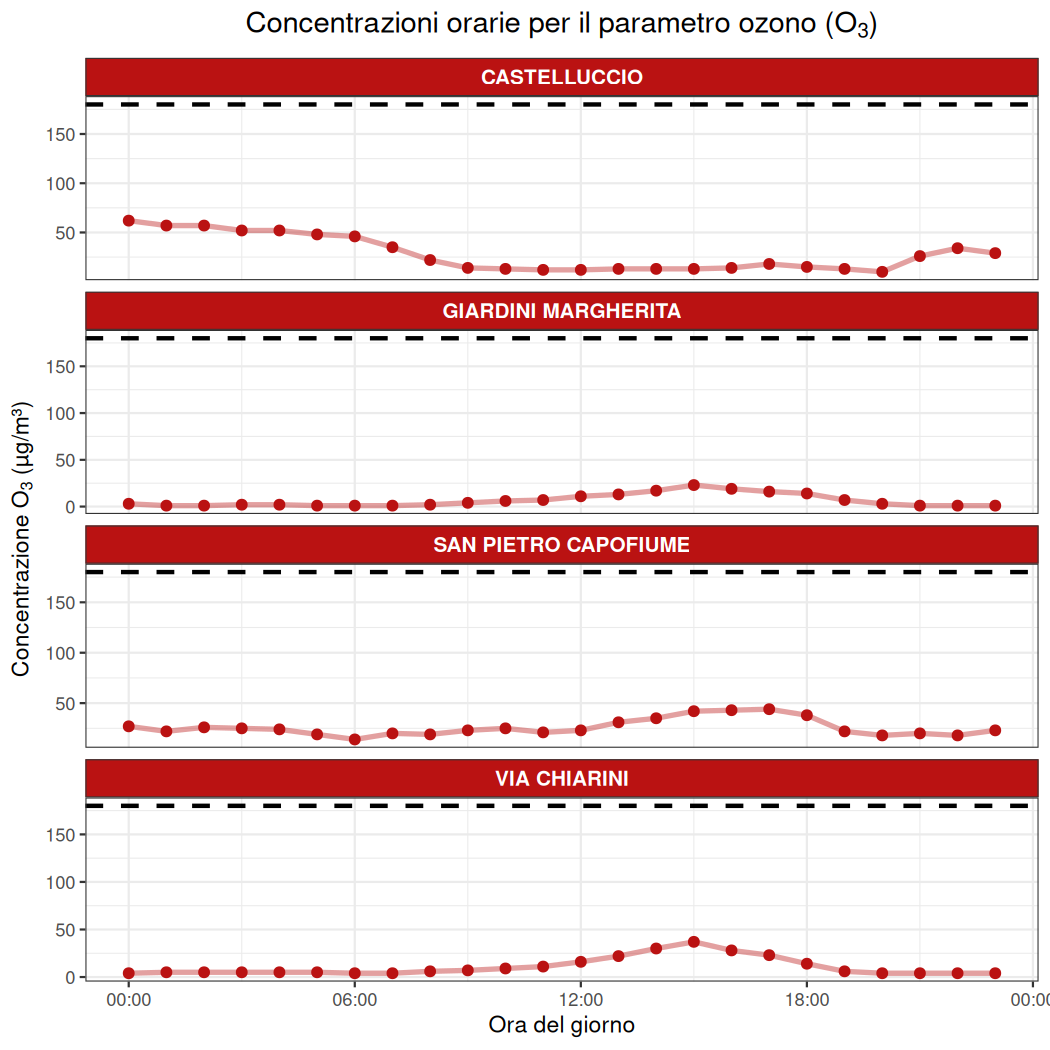 Concentrazioni orarie per il parametro ozono (O₃)
CASTELLUCCIO
150
100
50
GIARDINI MARGHERITA
150
100
50
0
SAN PIETRO CAPOFIUME
150
100
50
VIA CHIARINI
150
100
50
0
Concentrazione O₃ (µg/m³)
00:00 06:00 12:00 18:00 00:00
Ora del giorno